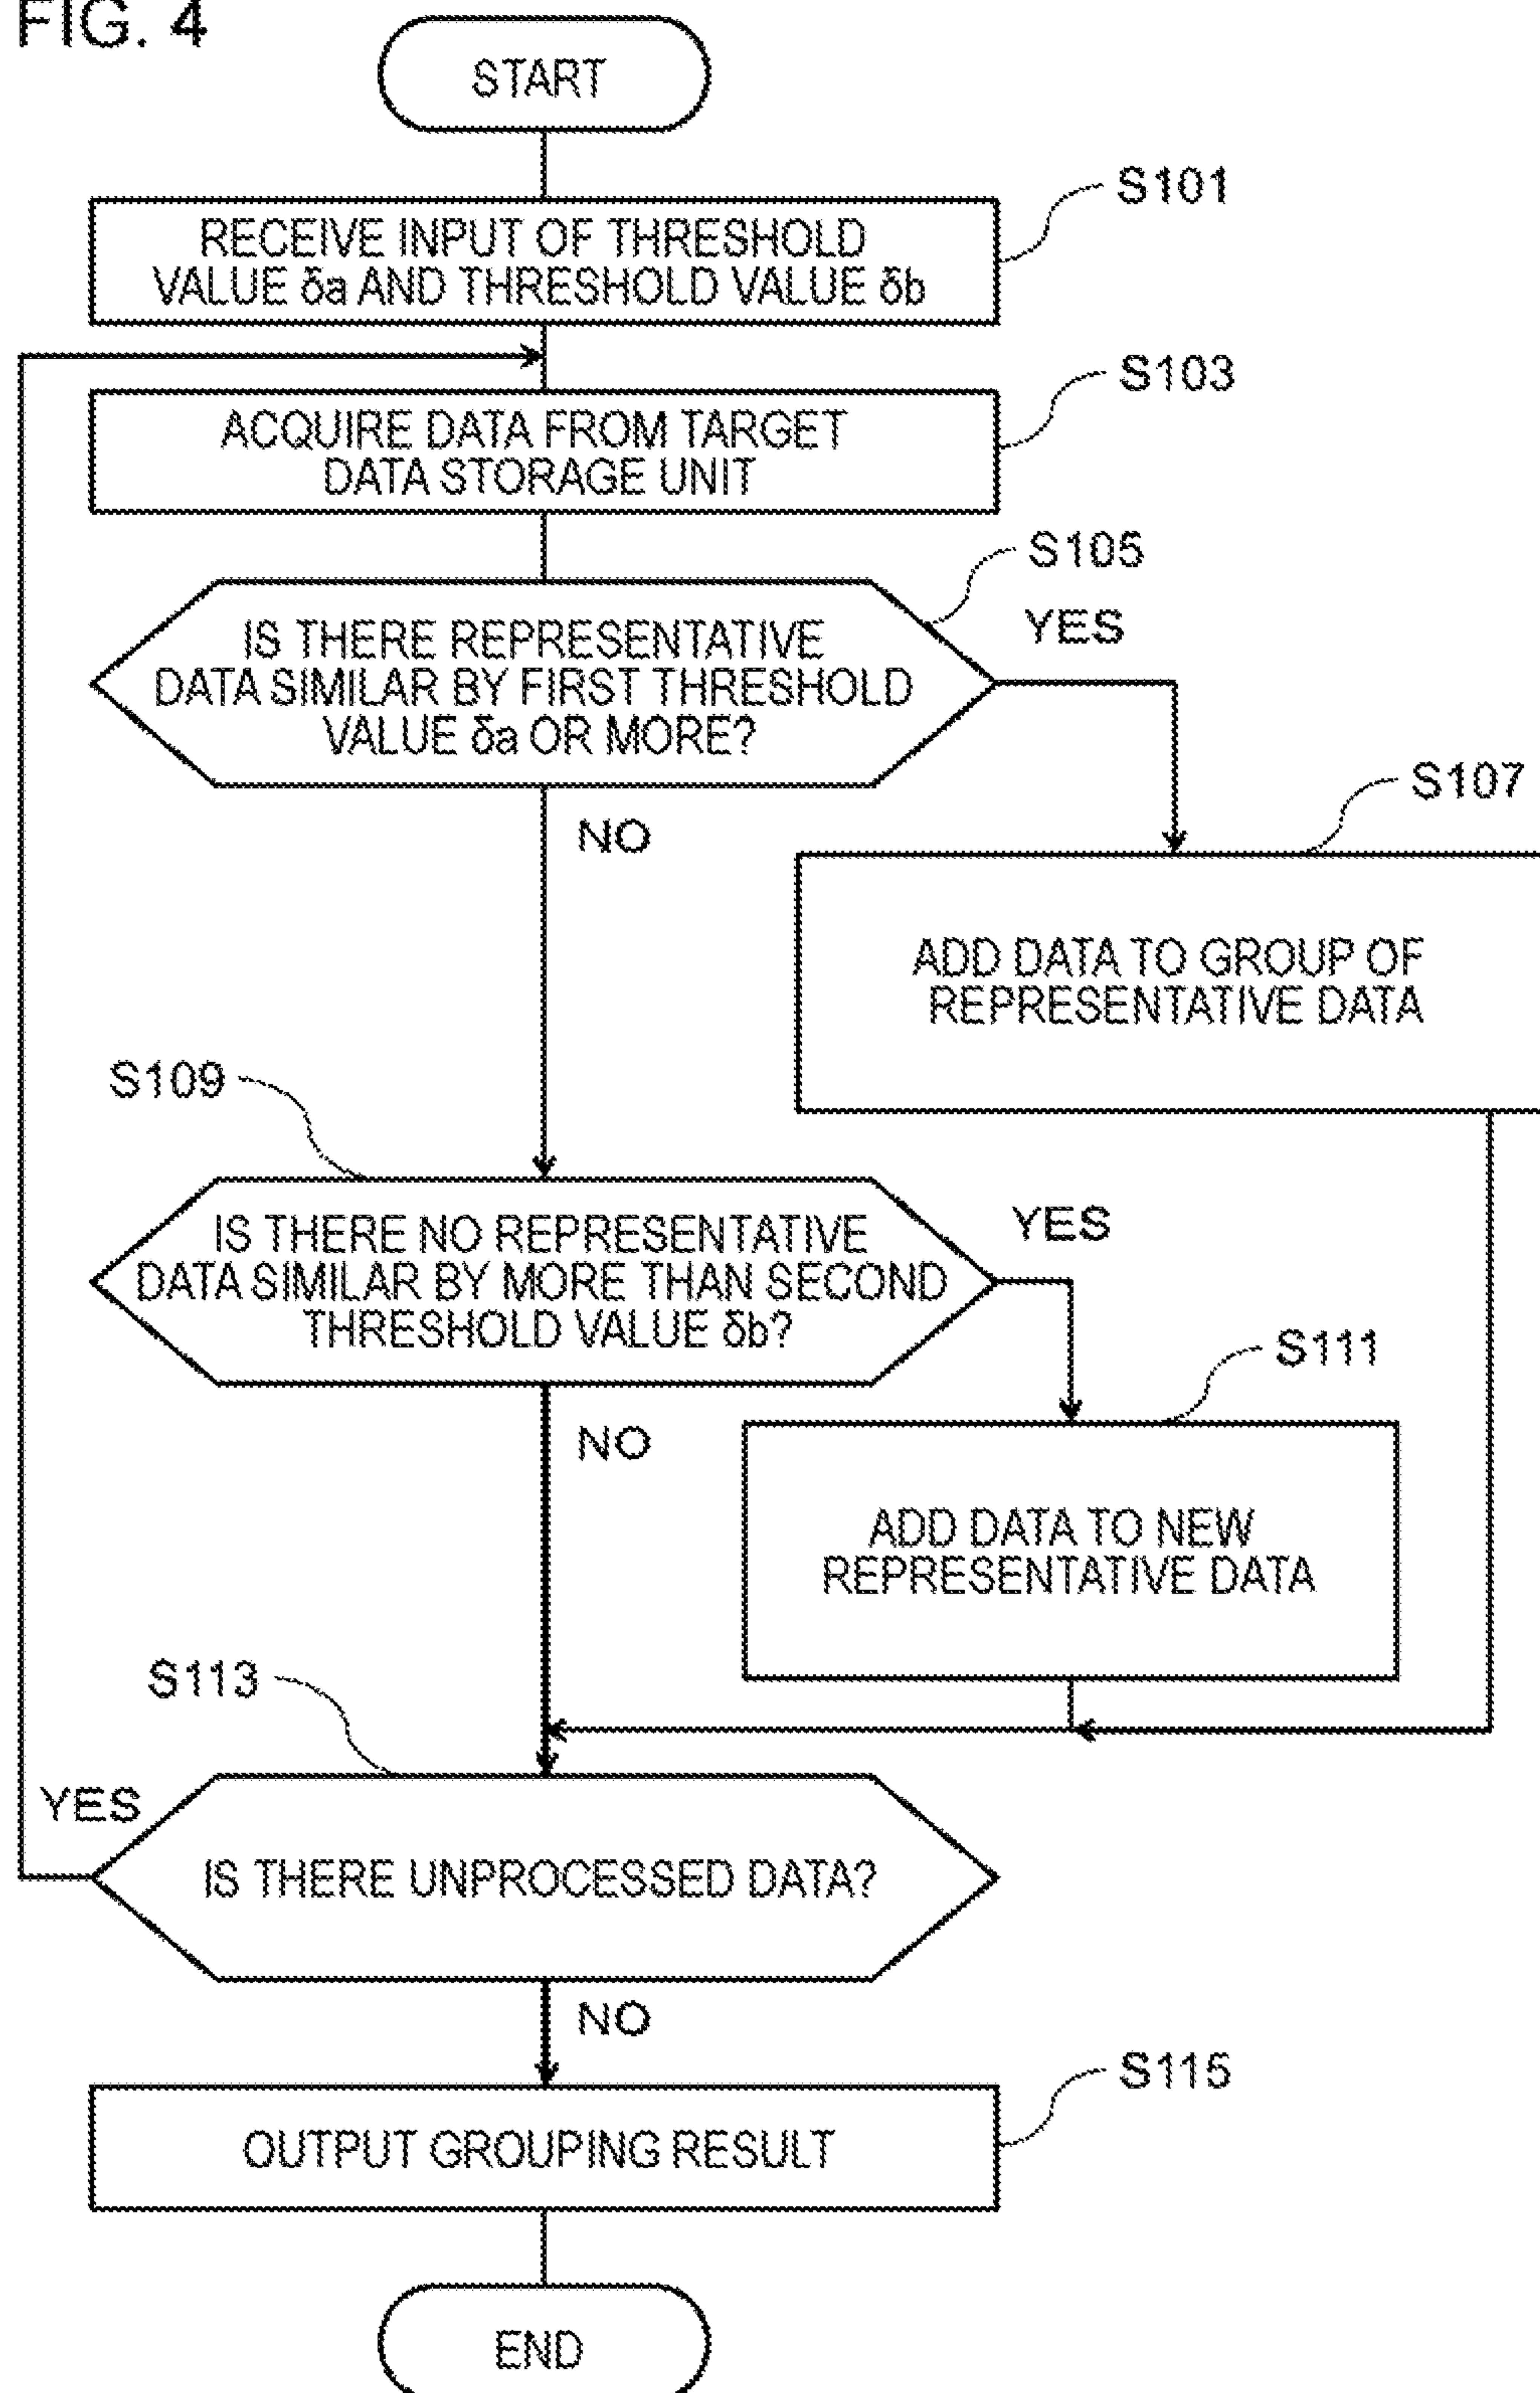 FIG. 4
START
S101
RECEIVE INPUT OF THRESHOLD
VALUE δa AND THRESHOLD VALUE δb
S103
ACQUIRE DATA FROM TARGET
DATA STORAGE UNIT
S105
IS THERE REPRESENTATIVE
DATA SIMILAR BY FIRST THRESHOLD
VALUE δa OR MORE?
YES
NO
S107
ADD DATA TO GROUP OF
REPRESENTATIVE DATA
S109
IS THERE NO REPRESENTATIVE
DATA SIMILAR BY MORE THAN SECOND
THRESHOLD VALUE δb?
YES
NO
S111
ADD DATA TO NEW
REPRESENTATIVE DATA
S113
YES
IS THERE UNPROCESSED DATA?
NO
S115
OUTPUT GROUPING RESULT
END